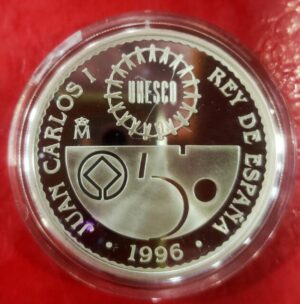 JUAN CARLOS I REY DE ESPAÑA
UNESCO
M
50
· 1996 ·